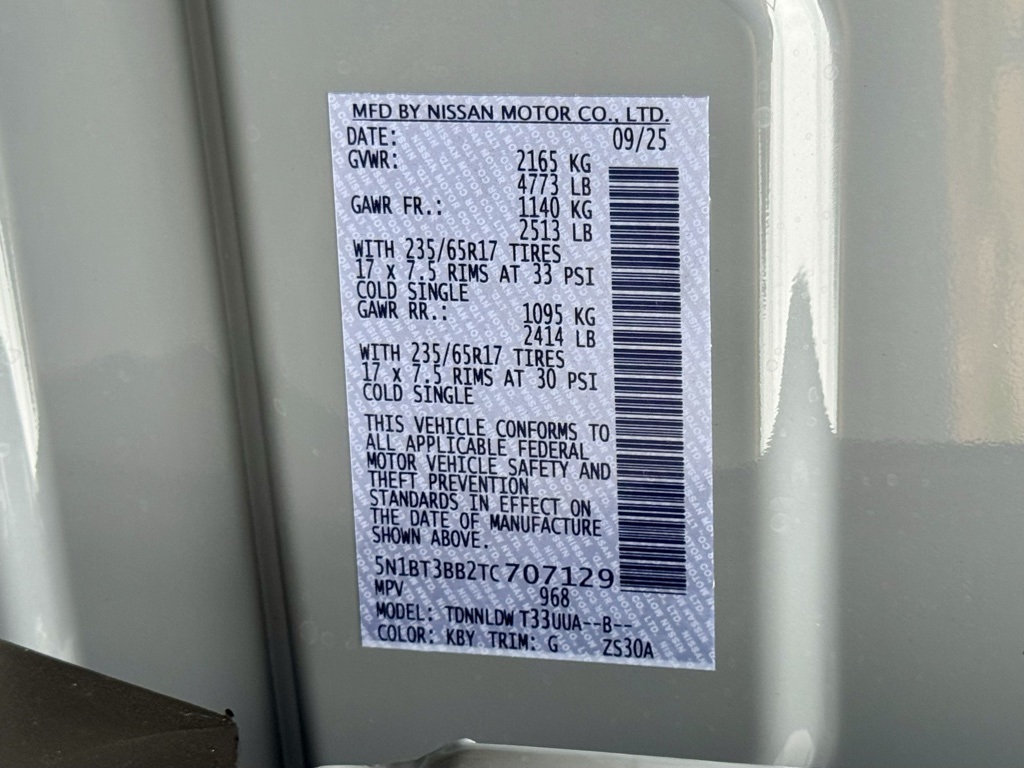 MFD BY NISSAN MOTOR CO., LTD.
DATE: 09/25
GVWR: 2165 KG
4773 LB
GAWR FR.: 1140 KG
2513 LB
WITH 235/65R17 TIRES
17 X 7.5 RIMS AT 33 PSI
COLD SINGLE
GAWR RR.: 1095 KG
2414 LB
WITH 235/65R17 TIRES
17 X 7.5 RIMS AT 30 PSI
COLD SINGLE
THIS VEHICLE CONFORMS TO
ALL APPLICABLE FEDERAL
MOTOR VEHICLE SAFETY AND
THEFT PREVENTION
STANDARDS IN EFFECT ON
THE DATE OF MANUFACTURE
SHOWN ABOVE.
5N1BT3BB2TC707129
MPV 968
MODEL: TDNNLDW T33UUA--B--
COLOR: KBY TRIM: G ZS30A